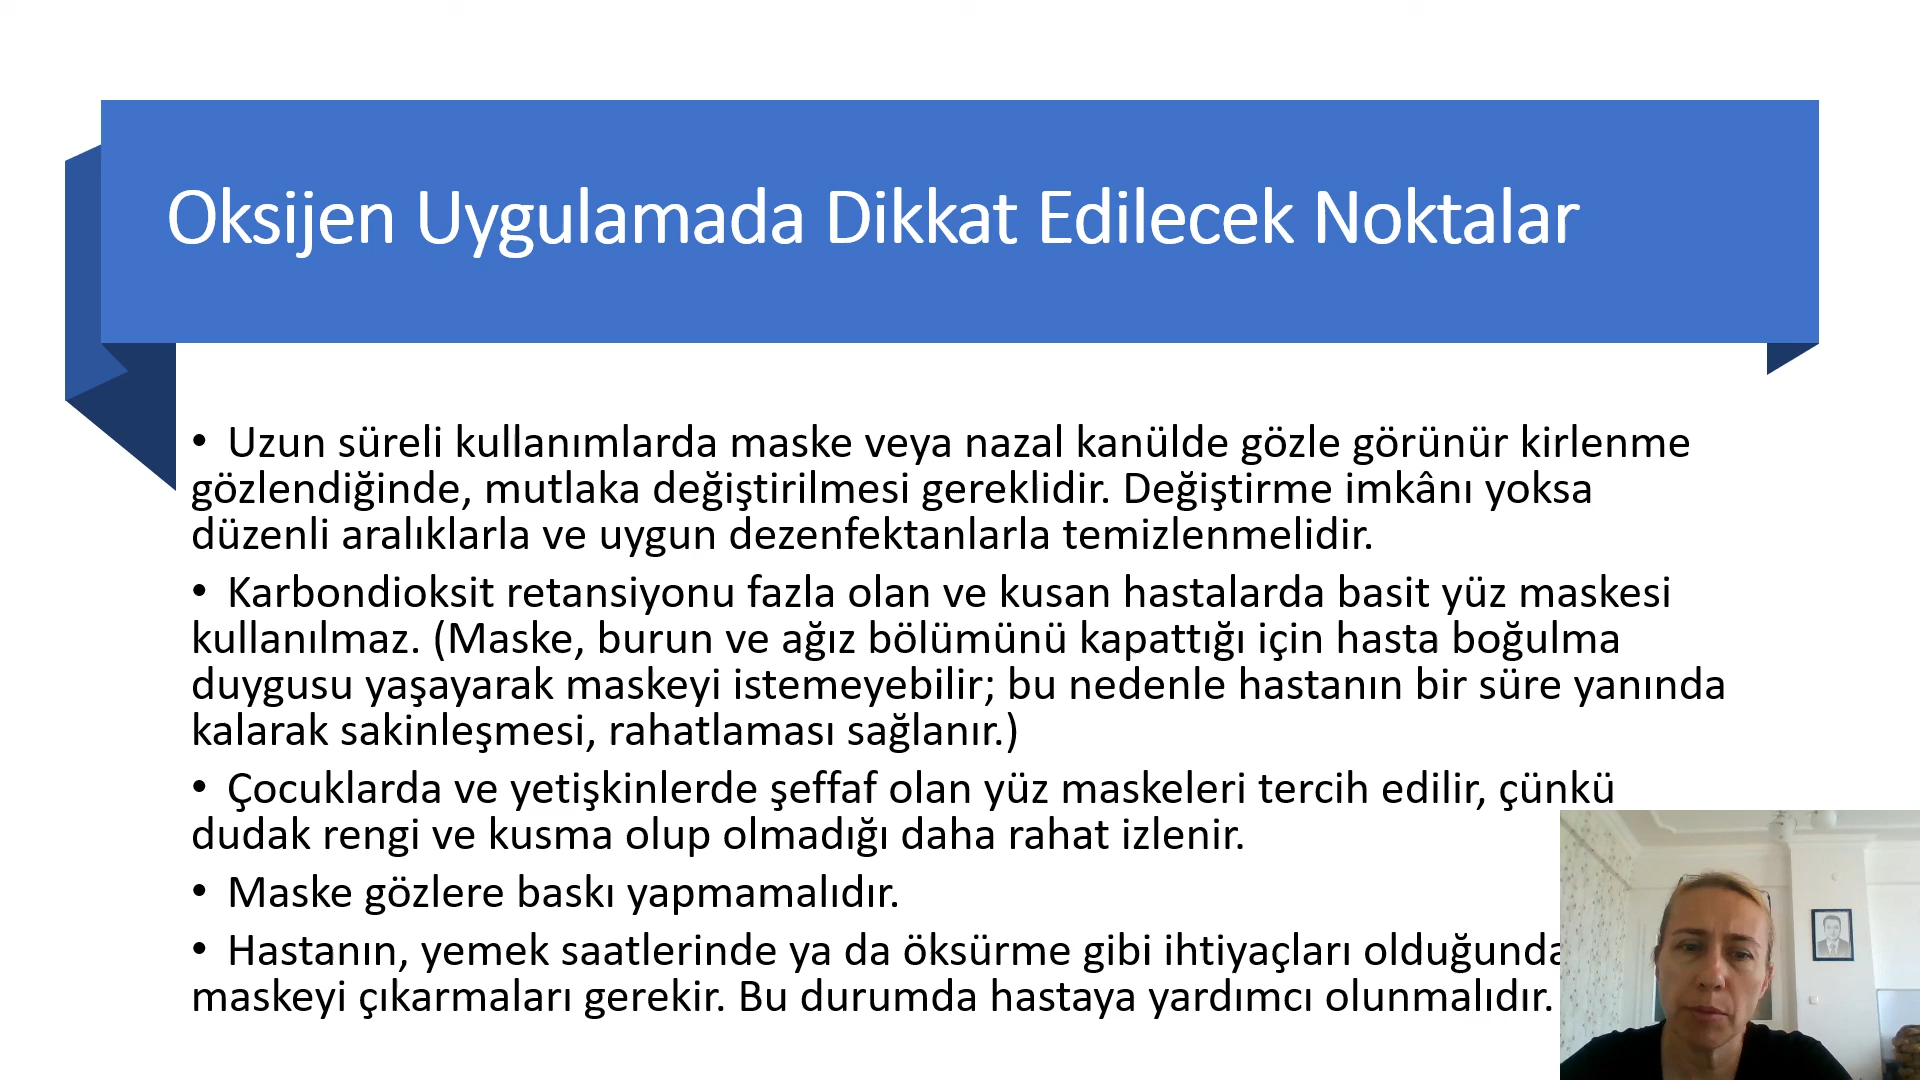 Oksijen Uygulamada Dikkat Edilecek Noktalar
• Uzun süreli kullanımlarda maske veya nazal kanülde gözle görünür kirlenme
gözlendiğinde, mutlaka değiştirilmesi gereklidir. Değiştirme imkânı yoksa
düzenli aralıklarla ve uygun dezenfektanlarla temizlenmelidir.
• Karbondioksit retansiyonu fazla olan ve kusan hastalarda basit yüz maskesi
kullanılmaz. (Maske, burun ve ağız bölümünü kapattığı için hasta boğulma
duygusu yaşayarak maskeyi istemeyebilir; bu nedenle hastanın bir süre yanında
kalarak sakinleşmesi, rahatlaması sağlanır.)
• Çocuklarda ve yetişkinlerde şeffaf olan yüz maskeleri tercih edilir, çünkü
dudak rengi ve kusma olup olmadığı daha rahat izlenir.
• Maske gözlere baskı yapmamalıdır.
• Hastanın, yemek saatlerinde ya da öksürme gibi ihtiyaçları olduğunda
maskeyi çıkarmaları gerekir. Bu durumda hastaya yardımcı olunmalıdır.